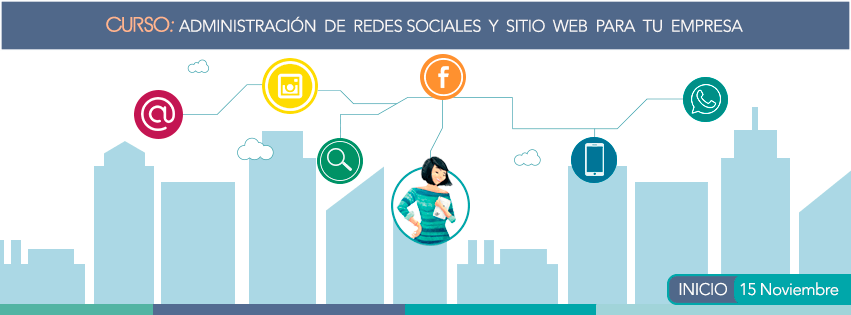 CURSO: ADMINISTRACIÓN DE REDES SOCIALES Y SITIO WEB PARA TU EMPRESA
INICIO 15 Noviembre